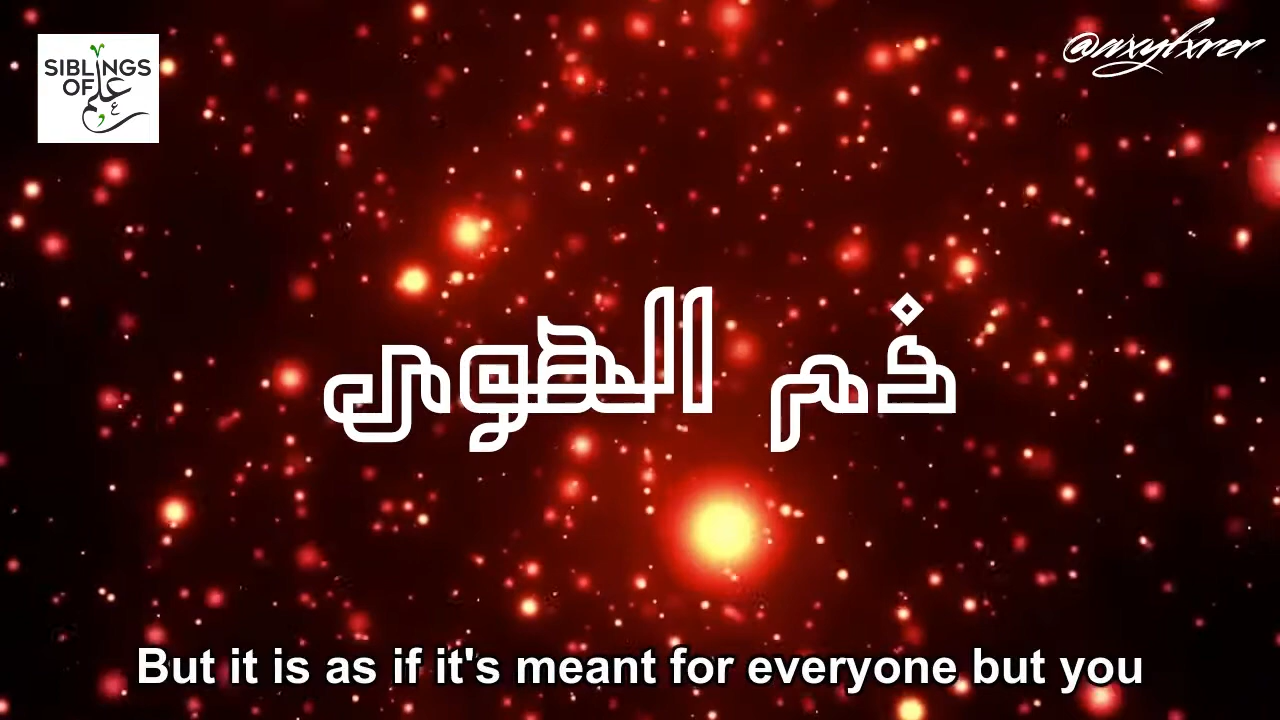 SIBLINGS
OF علم
ع
@nxyfxrer
ذم الهوى
But it is as if it's meant for everyone but you